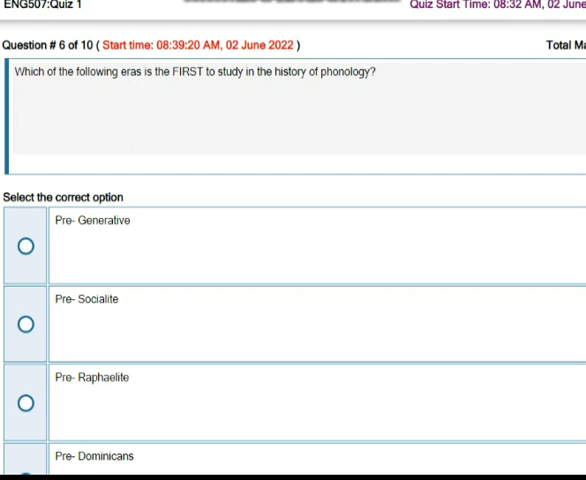 ENG507:Quiz 1
Quiz Start Time: 08:32 AM, 02 June
Question # 6 of 10 ( Start time: 08:39:20 AM, 02 June 2022 )
Total Ma
Which of the following eras is the FIRST to study in the history of phonology?
Select the correct option
Pre- Generative
Pre- Socialite
Pre- Raphaelite
Pre- Dominicans